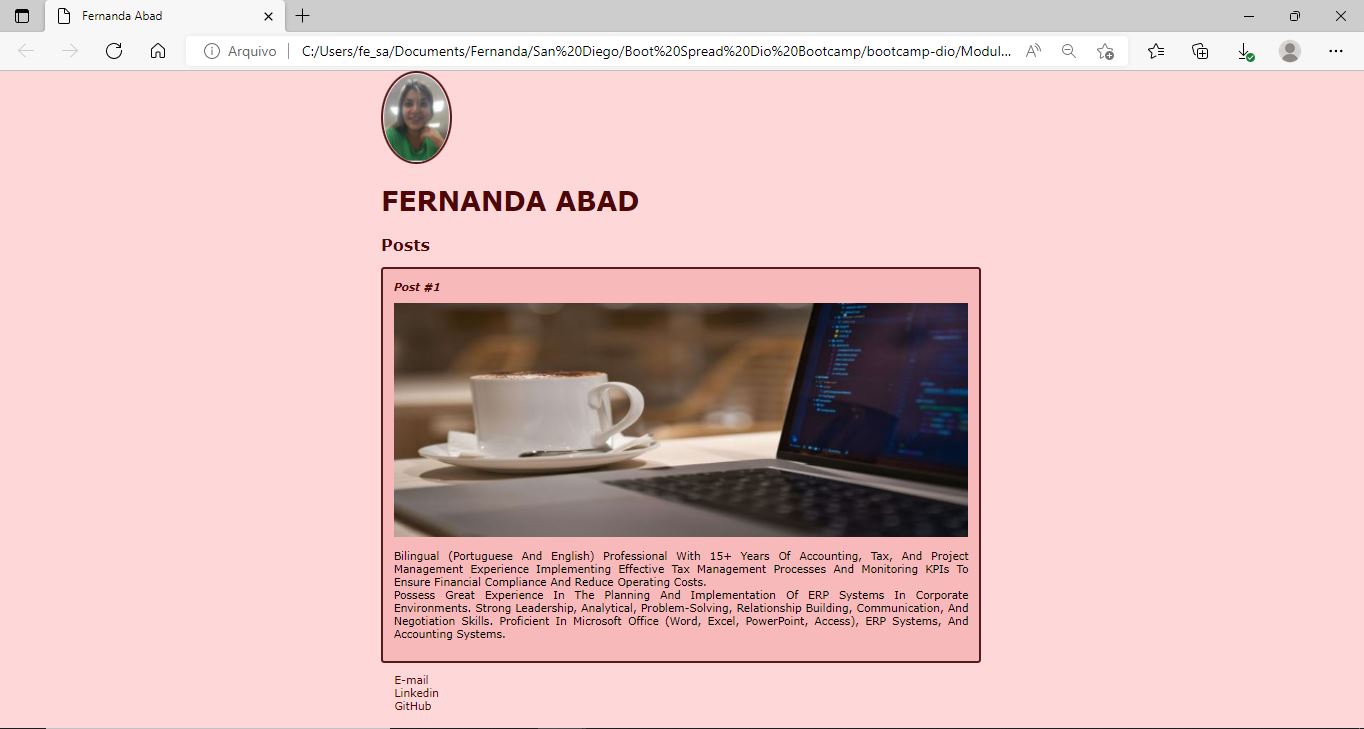 Fernanda Abad
Arquivo
C:/Users/fe_sa/Documents/Fernanda/San%20Diego/Boot%20Spread%20Dio%20Bootcamp/bootcamp-dio/Modul...
FERNANDA ABAD
Posts
Post #1
Bilingual (Portuguese And English) Professional With 15+ Years Of Accounting, Tax, And Project
Management Experience Implementing Effective Tax Management Processes And Monitoring KPIs To
Ensure Financial Compliance And Reduce Operating Costs.
Possess Great Experience In The Planning And Implementation Of ERP Systems In Corporate
Environments. Strong Leadership, Analytical, Problem-Solving, Relationship Building, Communication, And
Negotiation Skills. Proficient In Microsoft Office (Word, Excel, PowerPoint, Access), ERP Systems, And
Accounting Systems.
E-mail
Linkedin
GitHub